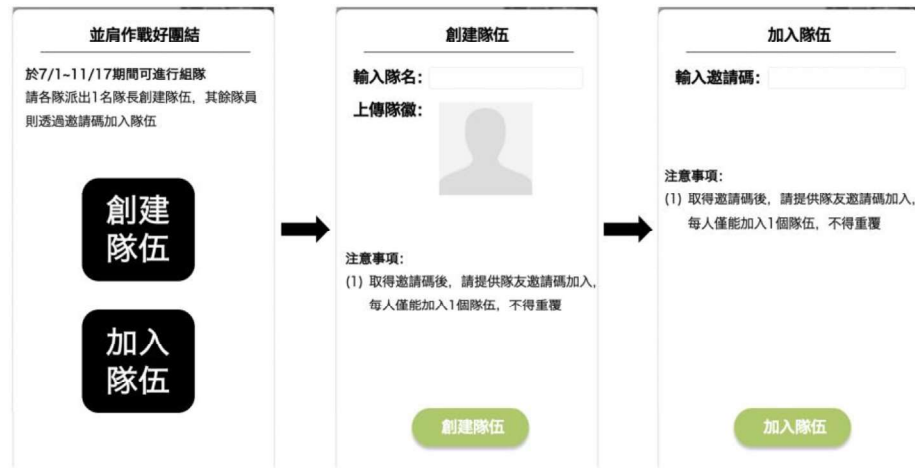 並肩作戰好團結
於7/1~11/17期間可進行組隊
請各隊派出1名隊長創建隊伍，其餘隊員
則透過邀請碼加入隊伍
創建
隊伍
加入
隊伍
創建隊伍
輸入隊名：
上傳隊徽：
注意事項：
(1) 取得邀請碼後，請提供隊友邀請碼加入，
每人僅能加入1個隊伍，不得重覆
創建隊伍
加入隊伍
輸入邀請碼：
注意事項：
(1) 取得邀請碼後，請提供隊友邀請碼加入，
每人僅能加入1個隊伍，不得重覆
加入隊伍